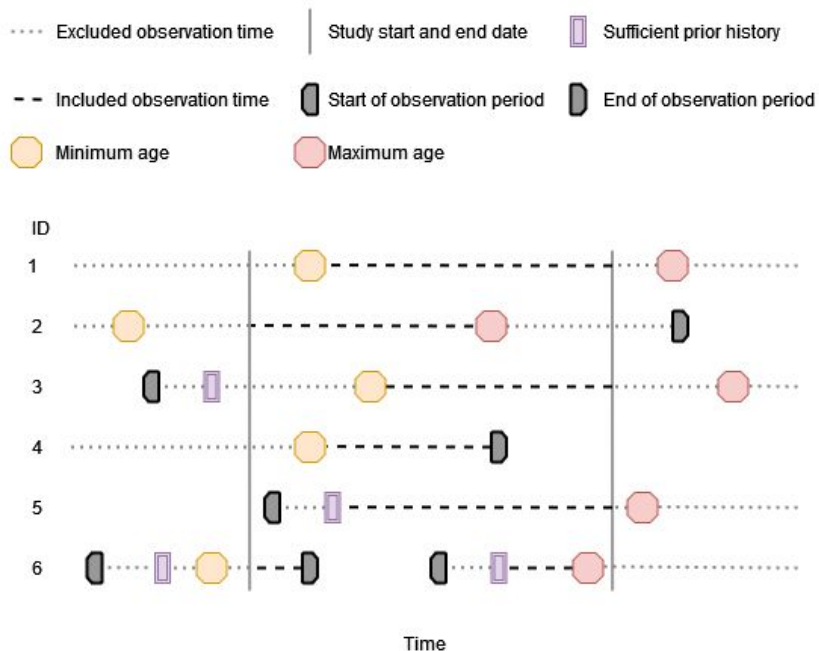 Excluded observation time
Study start and end date
Sufficient prior history
Included observation time
Start of observation period
End of observation period
Minimum age
Maximum age
ID
1
2
3
4
5
6
Time